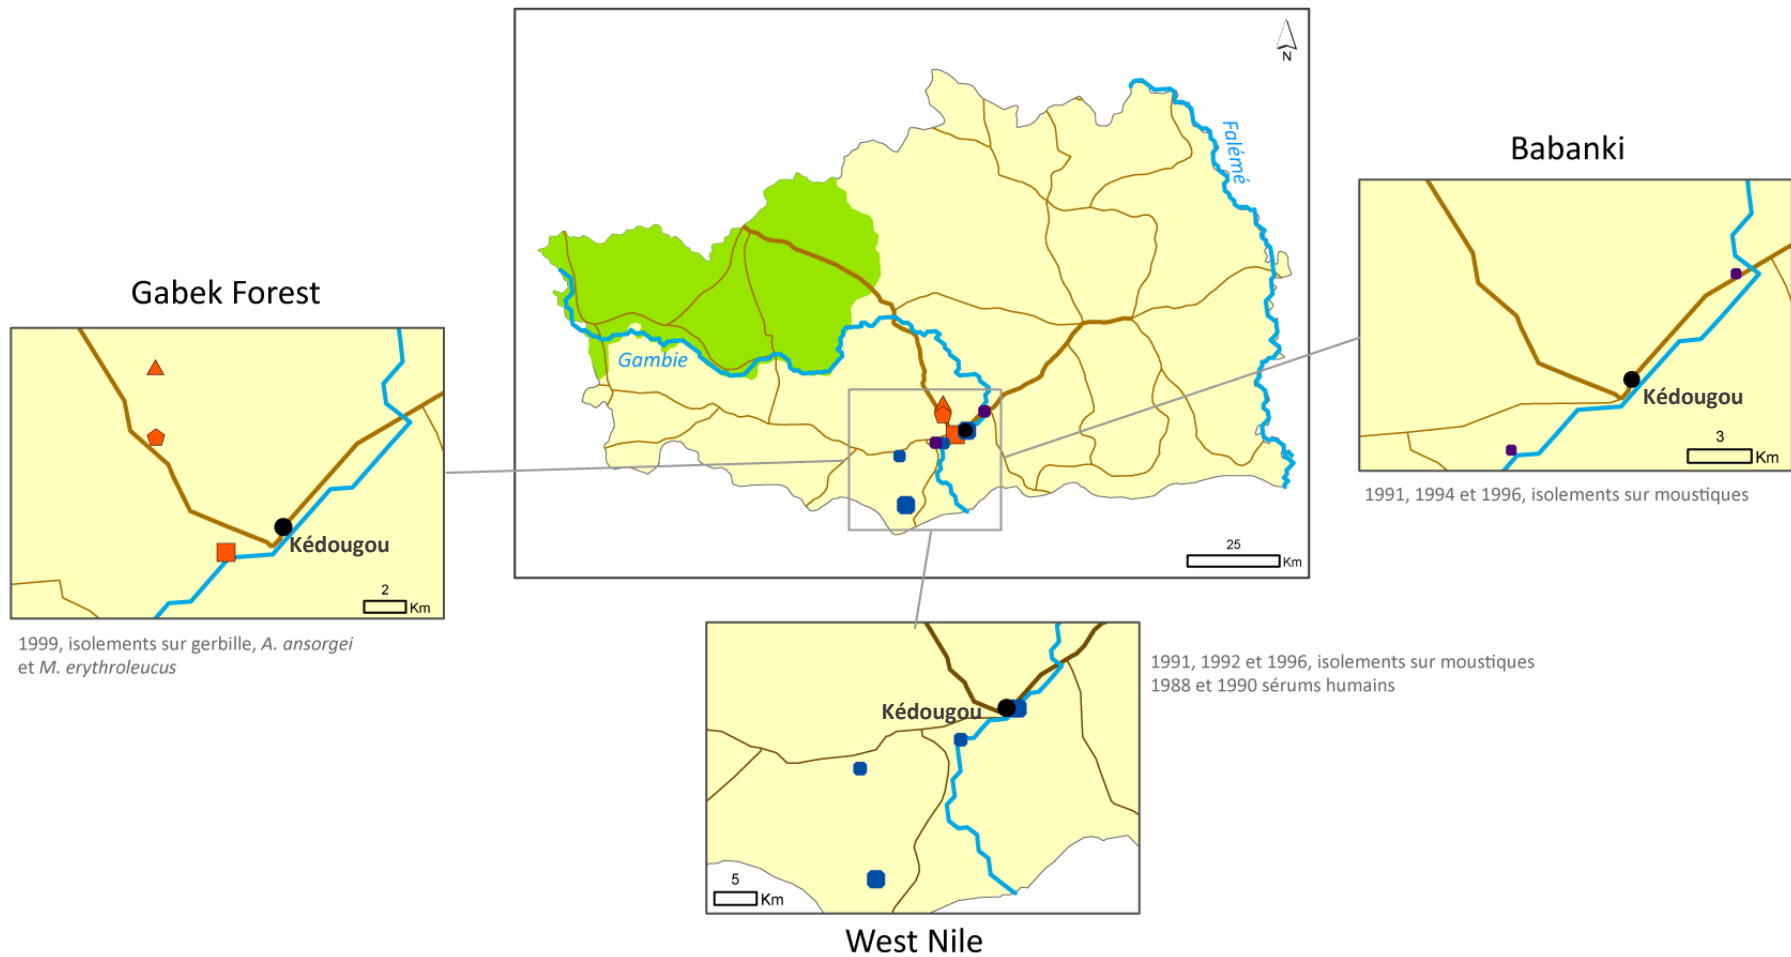 N
Falémé
Gambie
25
Km
Babanki
Kédougou
3
Km
1991, 1994 et 1996, isolements sur moustiques
Gabek Forest
Kédougou
2
Km
1999, isolements sur gerbille, A. ansorgei
et M. erythroleucus
Kédougou
5
Km
1991, 1992 et 1996, isolements sur moustiques
1988 et 1990 sérums humains
West Nile